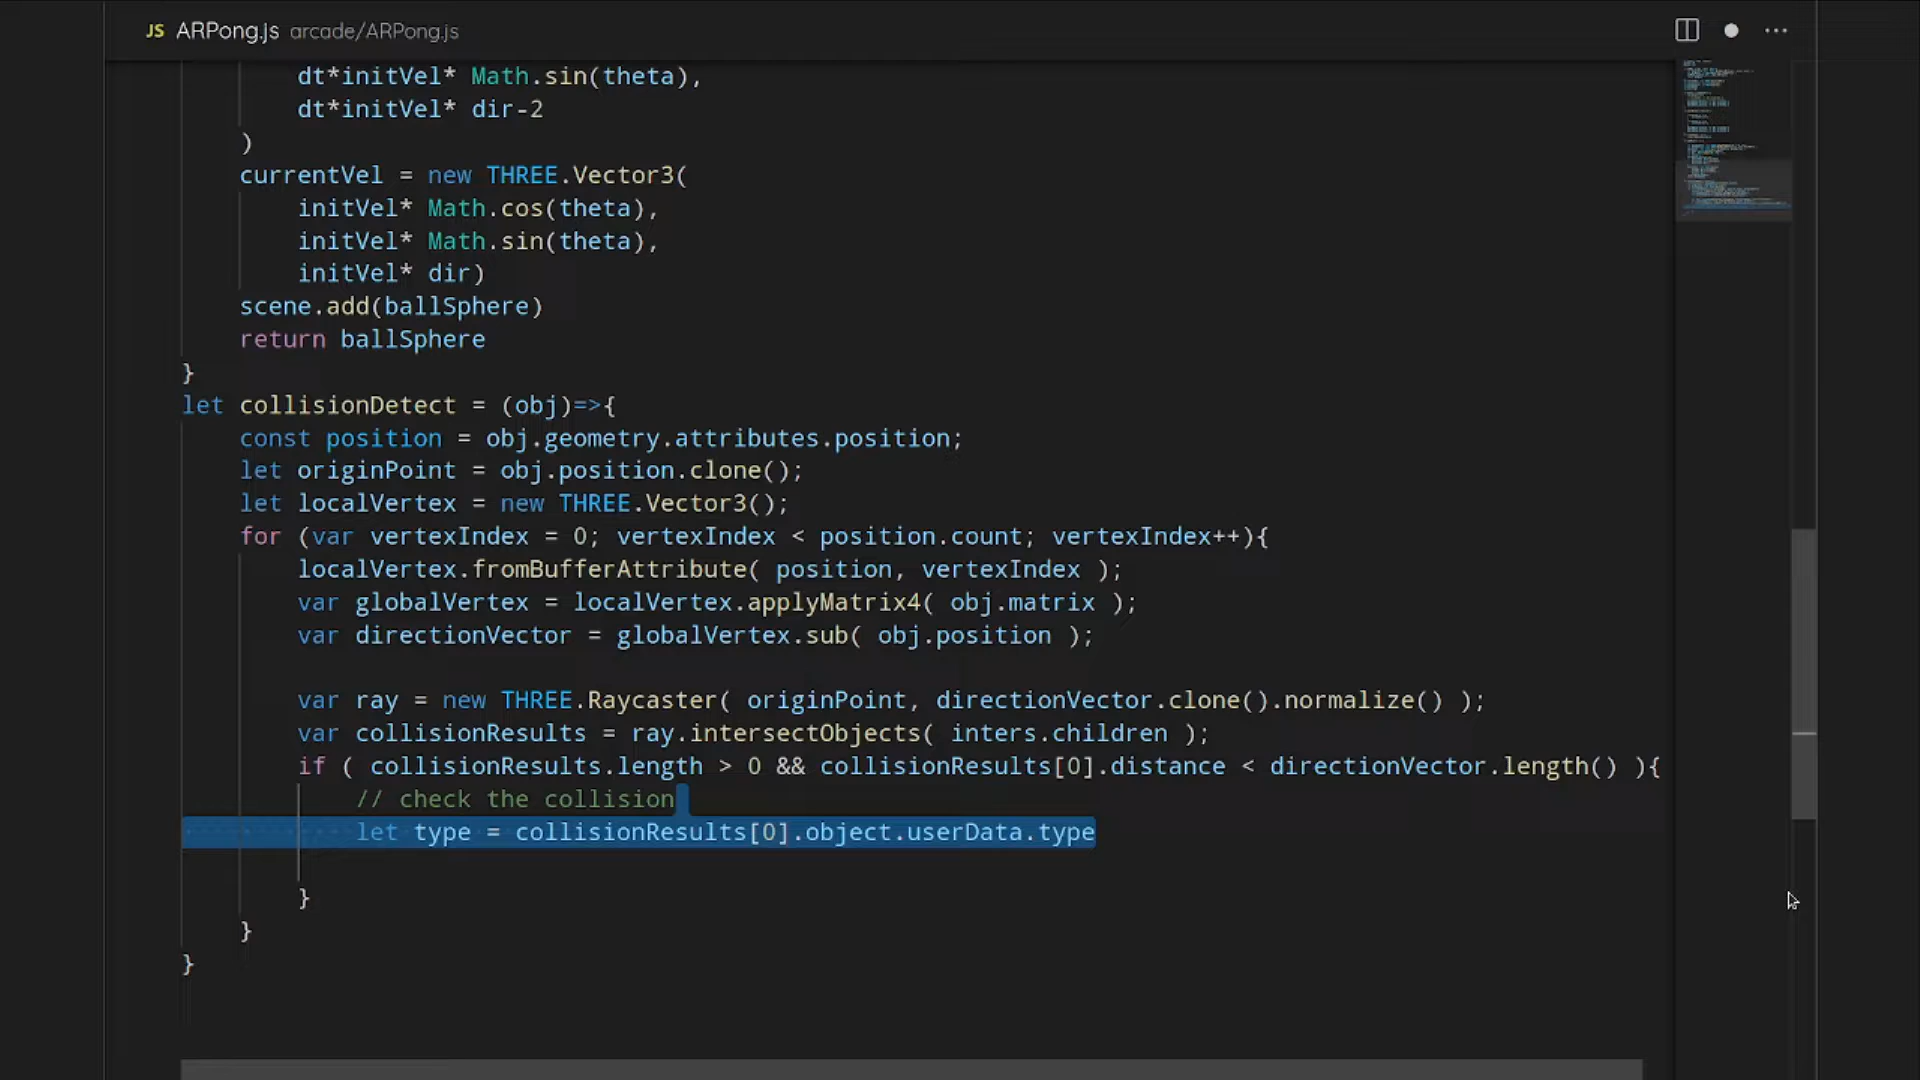 JS ARPong.js arcade/ARPong.js
dt*initVel* Math.sin(theta),
dt*initVel* dir-2
)
currentVel = new THREE.Vector3(
initVel* Math.cos(theta),
initVel* Math.sin(theta),
initVel* dir)
scene.add(ballSphere)
return ballSphere
}
let collisionDetect = (obj)=>{
const position = obj.geometry.attributes.position;
let originPoint = obj.position.clone();
let localVertex = new THREE.Vector3();
for (var vertexIndex = 0; vertexIndex < position.count; vertexIndex++){
localVertex.fromBufferAttribute( position, vertexIndex );
var globalVertex = localVertex.applyMatrix4( obj.matrix );
var directionVector = globalVertex.sub( obj.position );
var ray = new THREE.Raycaster( originPoint, directionVector.clone().normalize() );
var collisionResults = ray.intersectObjects( inters.children );
if ( collisionResults.length > 0 && collisionResults[0].distance < directionVector.length() ){
// check the collision
let type = collisionResults[0].object.userData.type
}
}
}